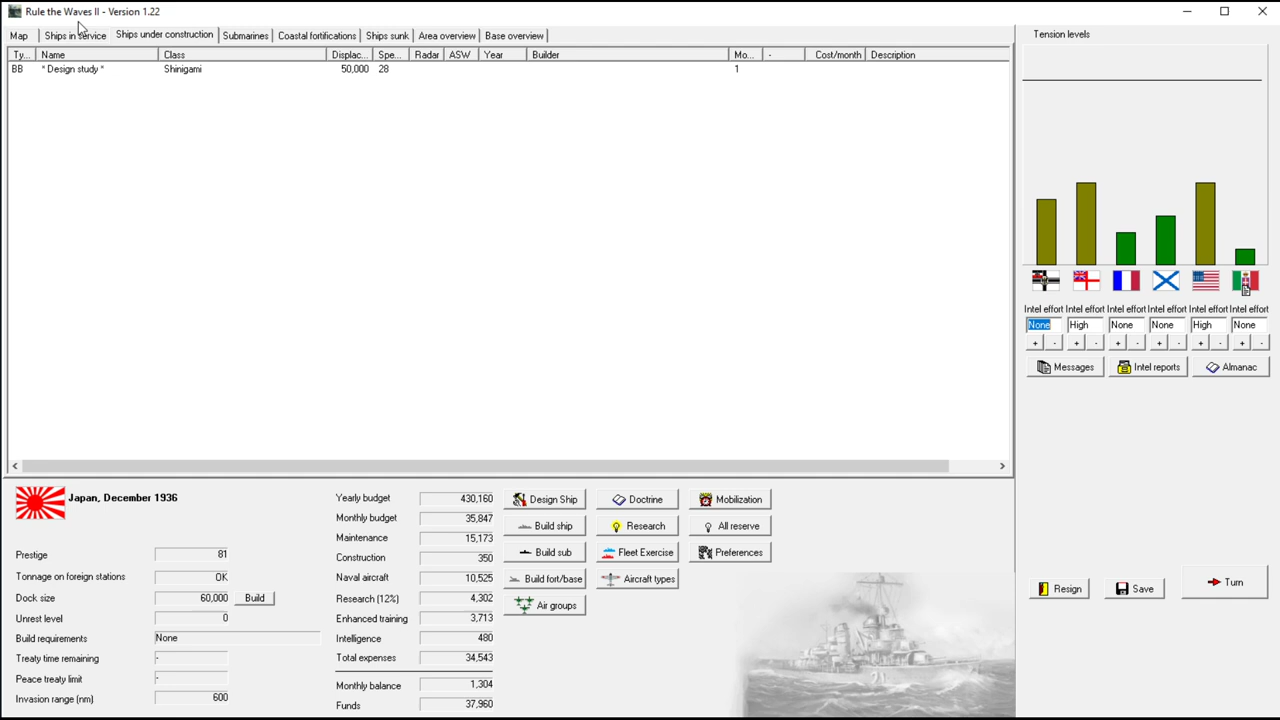 Rule the Waves II - Version 1.22
Map Ships in service Ships under construction Submarines Coastal fortifications Ships sunk Area overview Base overview
Ty... Name Class Displac... Spe... Radar ASW Year Builder Mo... - Cost/month Description
BB * Design study * Shinigami 50,000 28 1
Tension levels
Intel effort Intel effort Intel effort Intel effort Intel effort Intel effort
None High None None High None
+ - + - + - + - + - + -
Messages Intel reports Almanac
Japan, December 1936
Prestige 81
Tonnage on foreign stations OK
Dock size 60,000 Build
Unrest level 0
Build requirements None
Treaty time remaining -
Peace treaty limit -
Invasion range (nm) 600
Yearly budget 430,160
Monthly budget 35,847
Maintenance 15,173
Construction 350
Naval aircraft 10,525
Research (12%) 4,302
Enhanced training 3,713
Intelligence 480
Total expenses 34,543
Monthly balance 1,304
Funds 37,960
Design Ship Doctrine Mobilization
Build ship Research All reserve
Build sub Fleet Exercise Preferences
Build fort/base Aircraft types
Air groups
Resign Save Turn